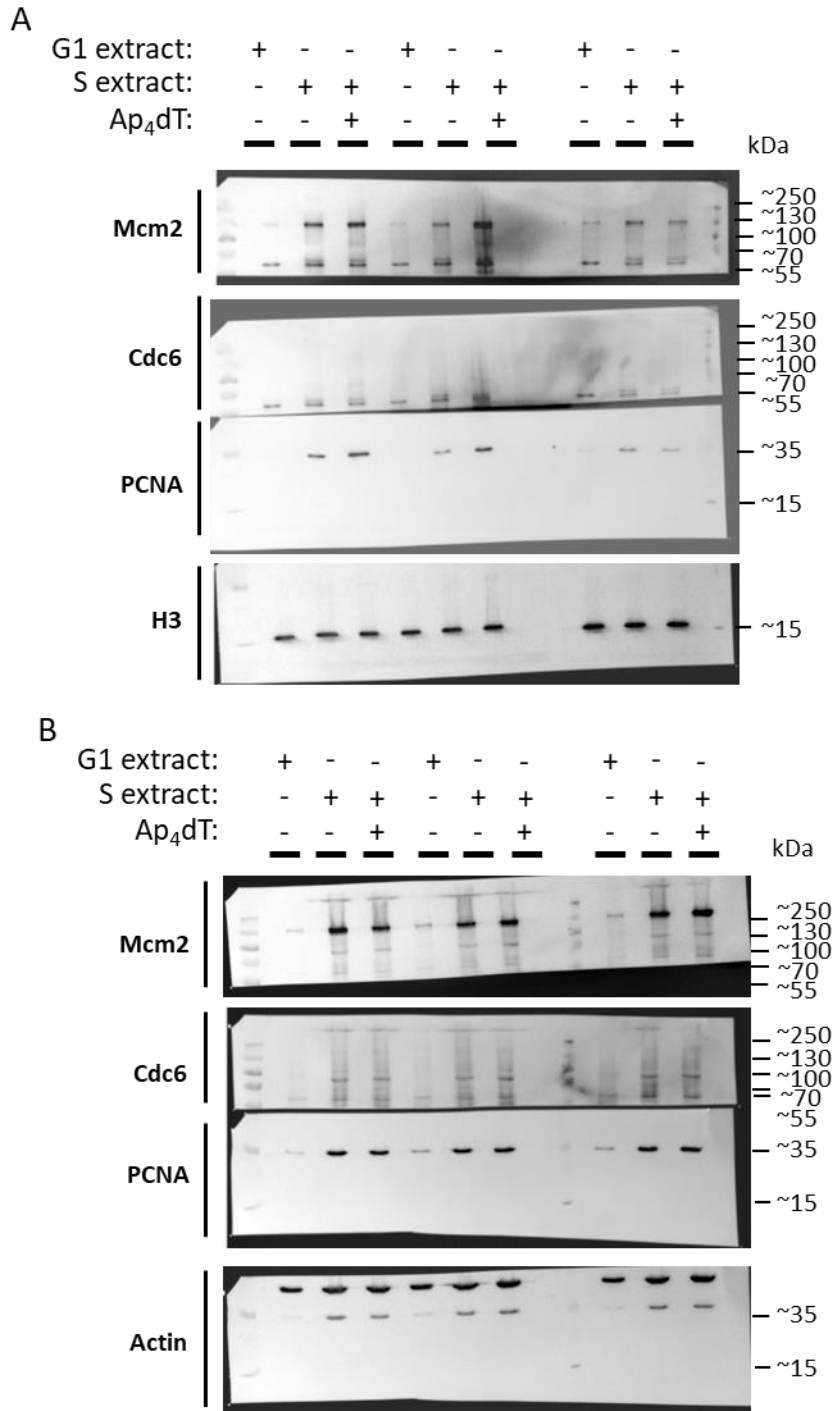 A
G1 extract: + - - + - - + - -
S extract: - + + - + + - + +
Ap4dT: - - + - - + - - +
kDa
Mcm2
~250
~130
~100
~70
~55
Cdc6
~250
~130
~100
~70
~55
PCNA
~35
~15
H3
~15
B
G1 extract: + - - + - - + - -
S extract: - + + - + + - + +
Ap4dT: - - + - - + - - +
kDa
Mcm2
~250
~130
~100
~70
~55
Cdc6
~250
~130
~100
~70
~55
PCNA
~35
~15
Actin
~35
~15